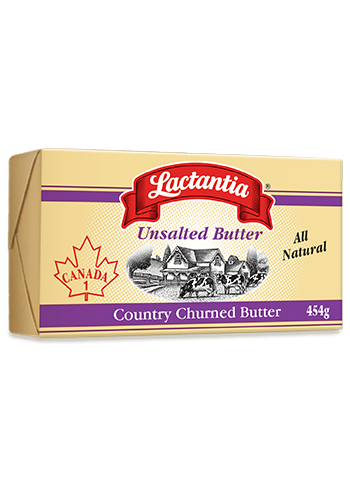 Lactantia®
Unsalted Butter
All
Natural
CANADA
1
Country Churned Butter
454g